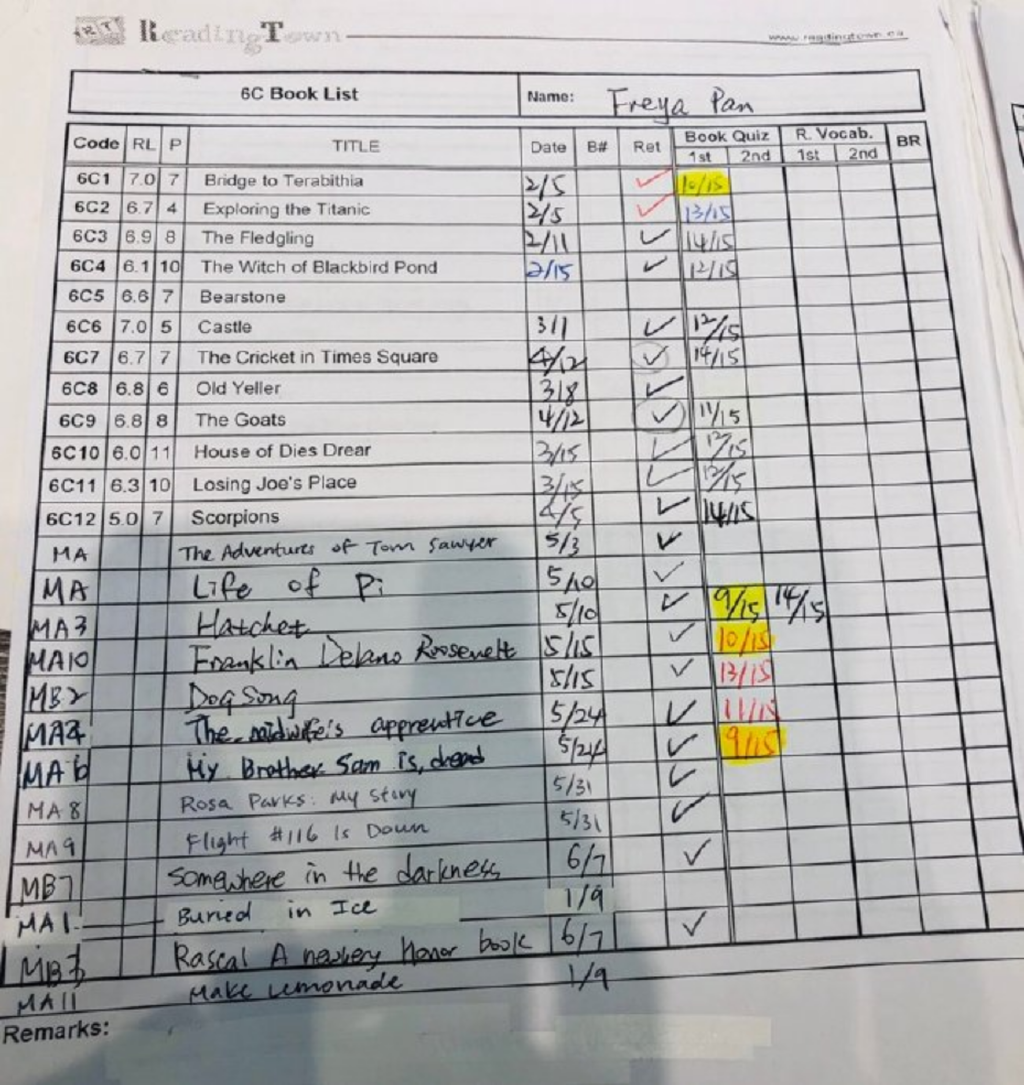 RT ReadingTown www.readingtown.ca
6C Book List Name: Freya Pan
Code RL P TITLE Date B# Ret Book Quiz R. Vocab. BR
1st 2nd 1st 2nd
6C1 7.0 7 Bridge to Terabithia 2/5 ✓ 10/15
6C2 6.7 4 Exploring the Titanic 2/5 ✓ 13/15
6C3 6.9 8 The Fledgling 2/11 ✓ 14/15
6C4 6.1 10 The Witch of Blackbird Pond 2/15 ✓ 12/15
6C5 6.6 7 Bearstone
6C6 7.0 5 Castle 3/1 ✓ 12/15
6C7 6.7 7 The Cricket in Times Square 4/12 ✓ 14/15
6C8 6.8 6 Old Yeller 3/8 ✓
6C9 6.8 8 The Goats 4/12 ✓ 11/15
6C10 6.0 11 House of Dies Drear 3/15 ✓ 12/15
6C11 6.3 10 Losing Joe's Place 3/15 ✓ 12/15
6C12 5.0 7 Scorpions 4/5 ✓ 14/15
MA The Adventures of Tom Sawyer 5/3 ✓
MA Life of Pi 5/10 ✓
MA3 Hatchet 5/10 ✓ 9/15 14/15
MA10 Franklin Delano Roosevelt 5/15 ✓ 10/15
MB2 Dog Song 5/15 ✓ 13/15
MA4 The midwife's apprentice 5/24 ✓ 11/15
MA6 My Brother Sam is dead 5/24 ✓ 9/15
MA8 Rosa Parks: My Story 5/31 ✓
MA9 Flight #116 Is Down 5/31 ✓
MB7 Somewhere in the darkness 6/7 ✓
MA1 Buried in Ice 1/9
MB3 Rascal A newbery Honor book 6/7 ✓
MA11 Make Lemonade 1/9
Remarks: